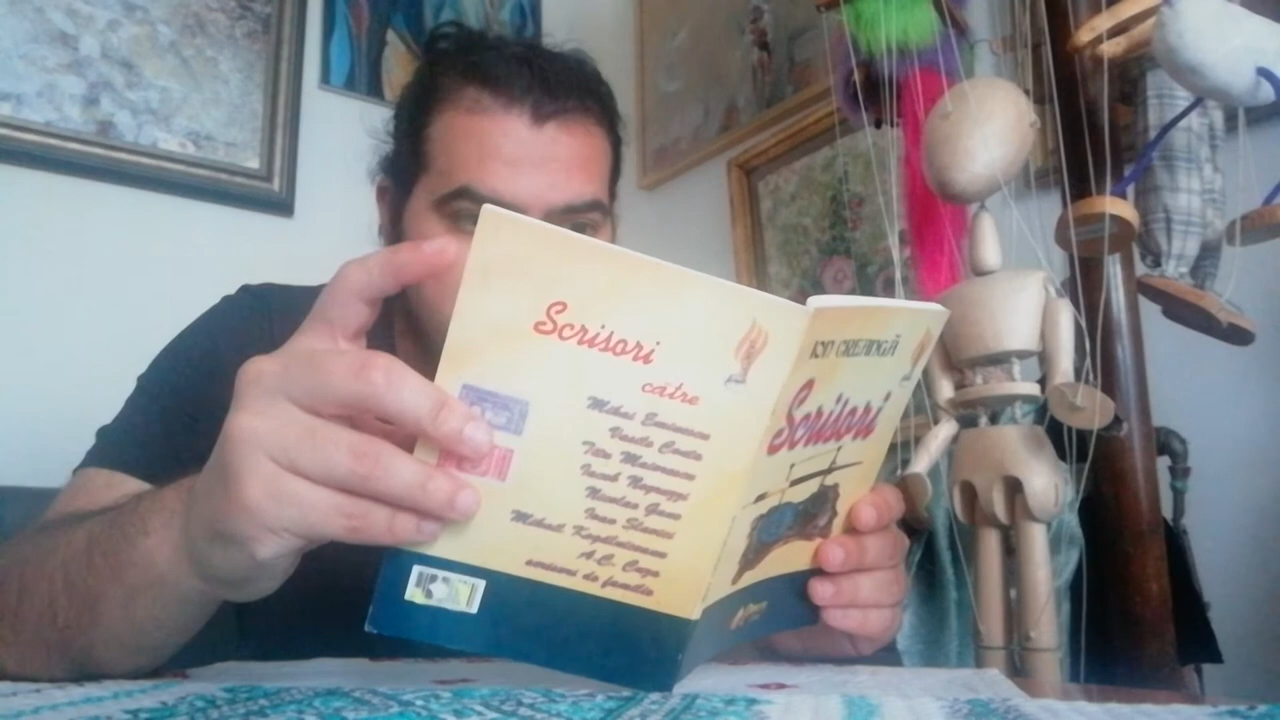 Scrisori
către
Mihai Eminescu
Vasile Conta
Titu Maiorescu
Iacob Negruzzi
Nicolae Gane
Ioan Slavici
Mihail Kogălniceanu
A.C. Cuza
scrisori de familie
ION CREANGĂ
Scrisori